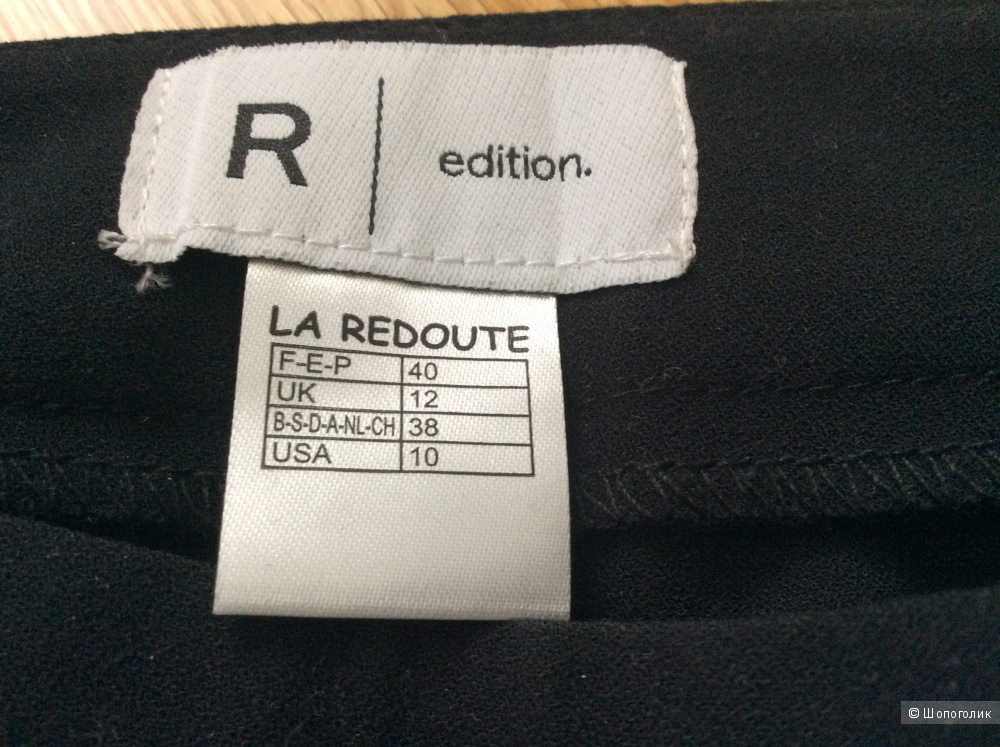 R edition.
LA REDOUTE
F-E-P 40
UK 12
B-S-D-A-NL-CH 38
USA 10
© Шопоголик